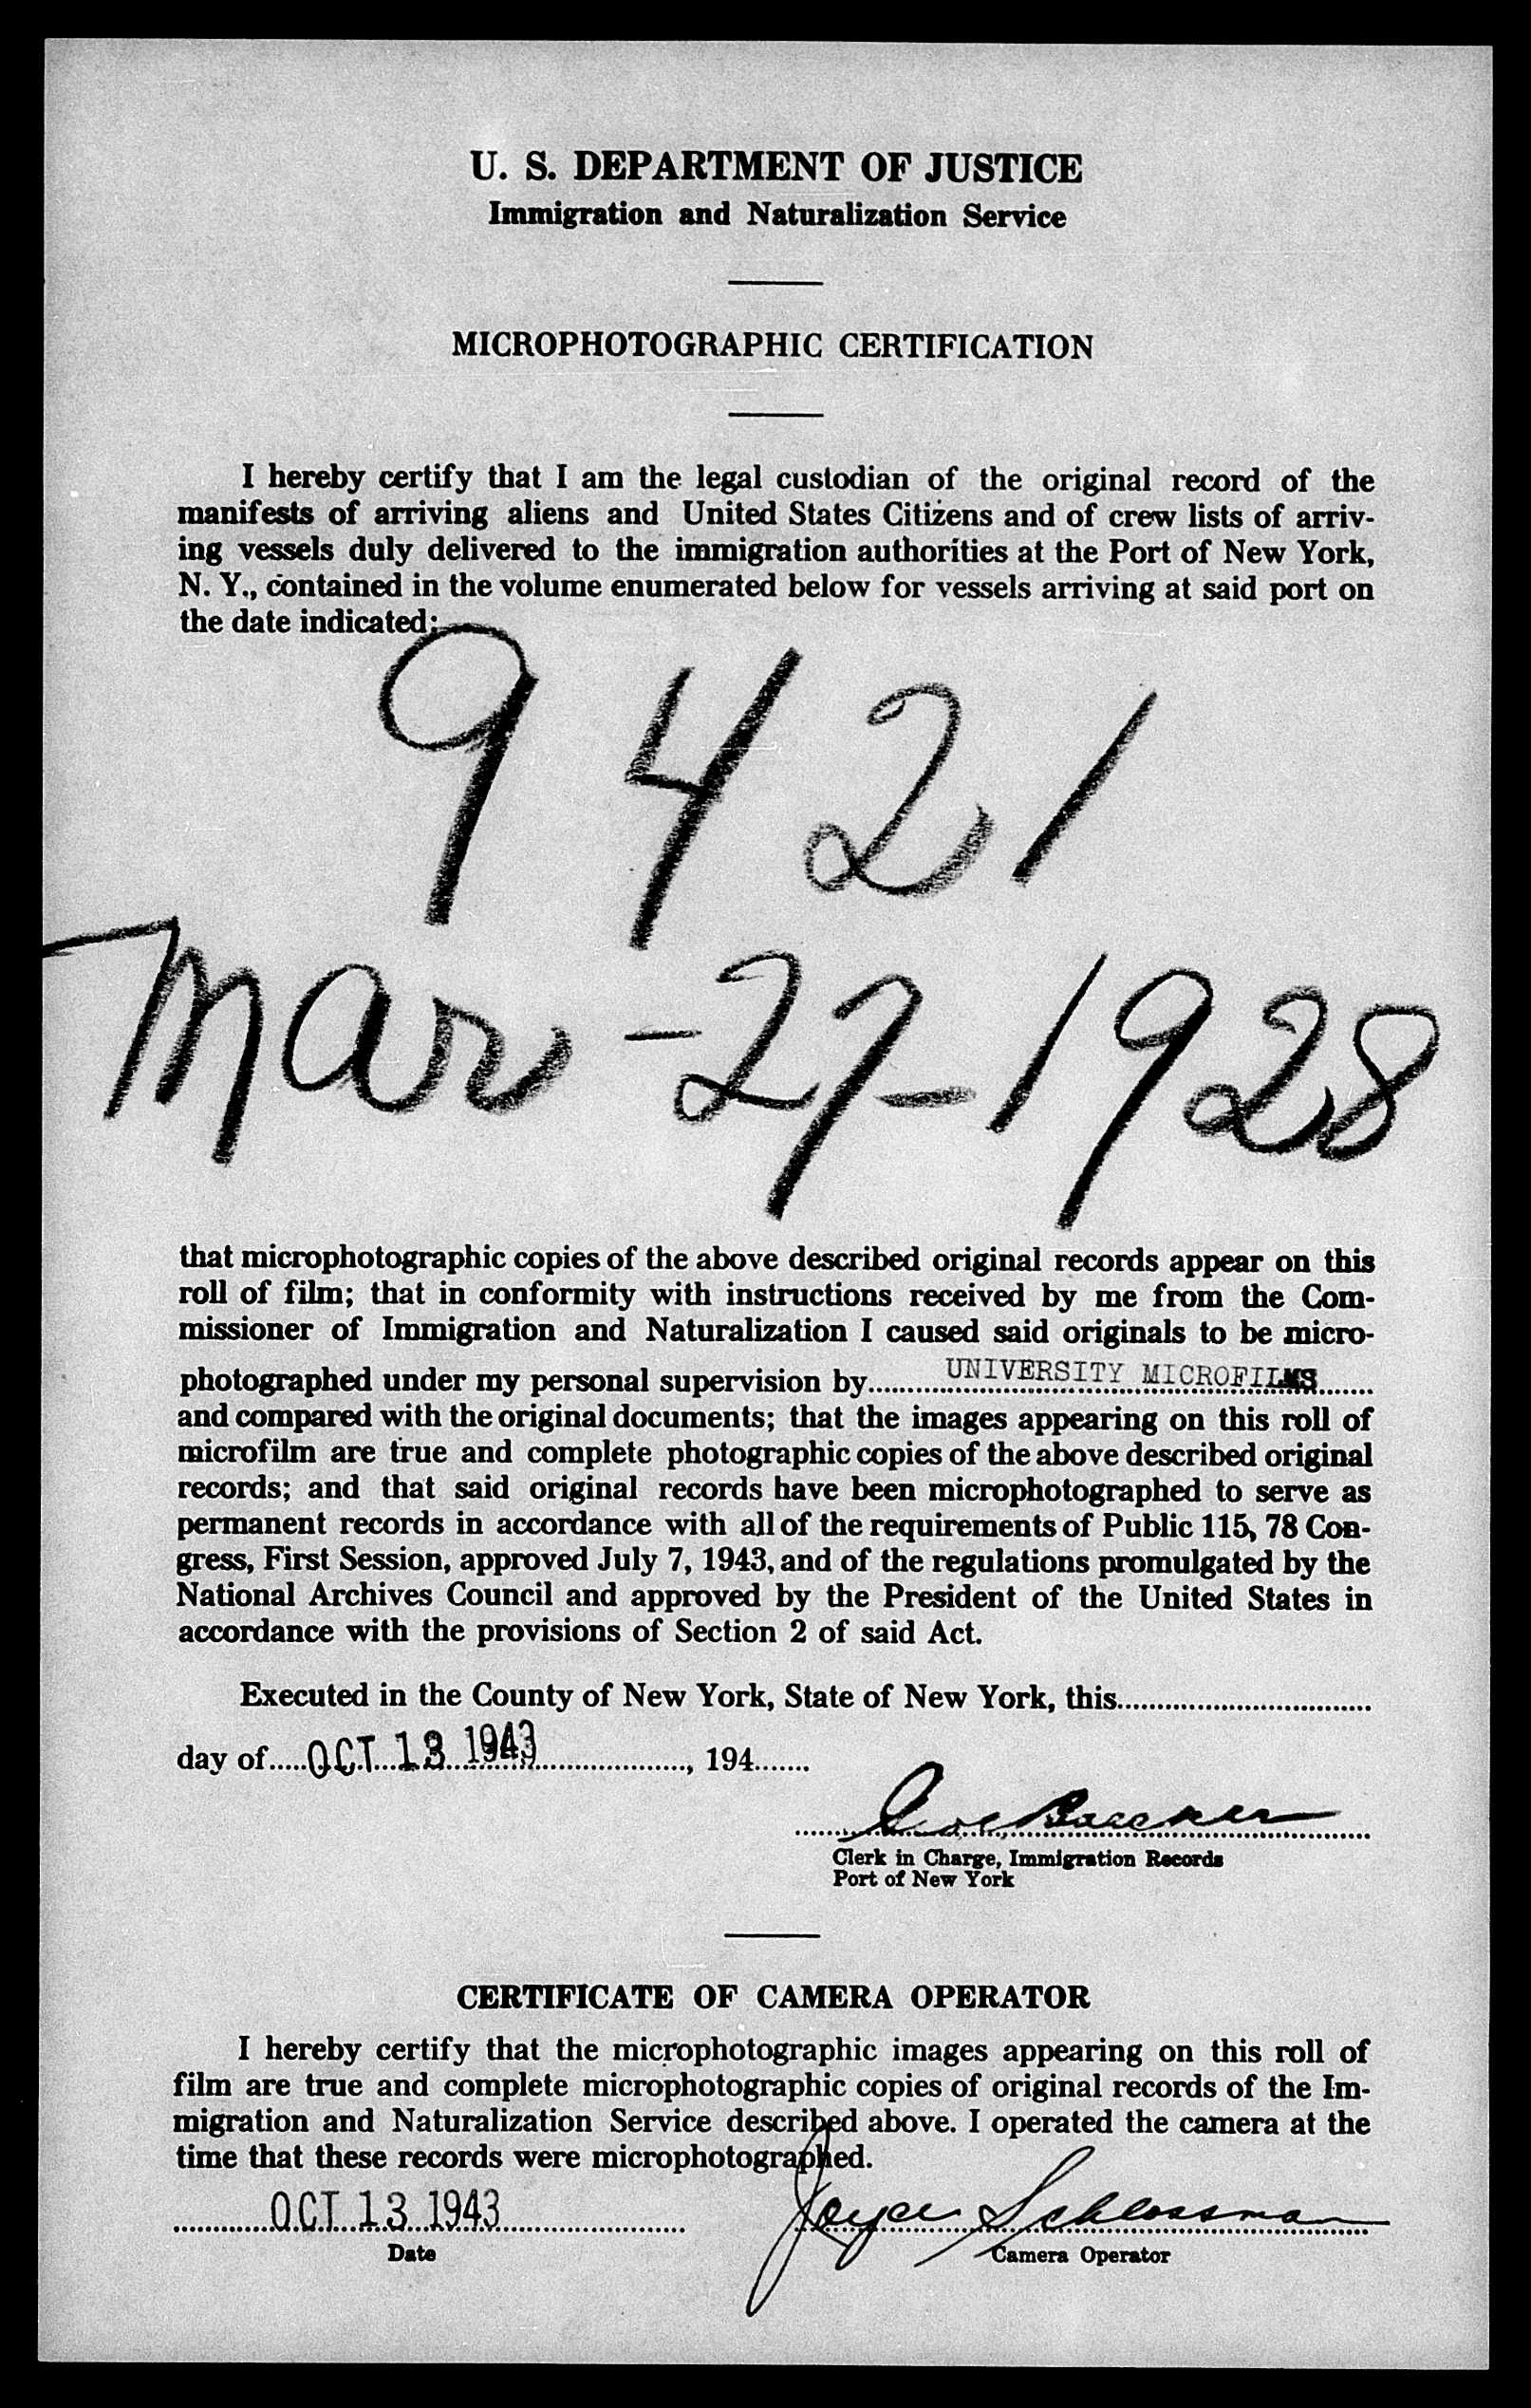 U. S. DEPARTMENT OF JUSTICE
Immigration and Naturalization Service
MICROPHOTOGRAPHIC CERTIFICATION
I hereby certify that I am the legal custodian of the original record of the
manifests of arriving aliens and United States Citizens and of crew lists of arriv-
ing vessels duly delivered to the immigration authorities at the Port of New York,
N. Y., contained in the volume enumerated below for vessels arriving at said port on
the date indicated:
9421
Mar - 27 - 1928
that microphotographic copies of the above described original records appear on this
roll of film; that in conformity with instructions received by me from the Com-
missioner of Immigration and Naturalization I caused said originals to be micro-
photographed under my personal supervision by UNIVERSITY MICROFILMS
and compared with the original documents; that the images appearing on this roll of
microfilm are true and complete photographic copies of the above described original
records; and that said original records have been microphotographed to serve as
permanent records in accordance with all of the requirements of Public 115, 78 Con-
gress, First Session, approved July 7, 1943, and of the regulations promulgated by the
National Archives Council and approved by the President of the United States in
accordance with the provisions of Section 2 of said Act.
Executed in the County of New York, State of New York, this
day of OCT 13 1943, 194
Clerk in Charge, Immigration Records
Port of New York
CERTIFICATE OF CAMERA OPERATOR
I hereby certify that the microphotographic images appearing on this roll of
film are true and complete microphotographic copies of original records of the Im-
migration and Naturalization Service described above. I operated the camera at the
time that these records were microphotographed.
OCT 13 1943 Joyce Schlossman
Date Camera Operator